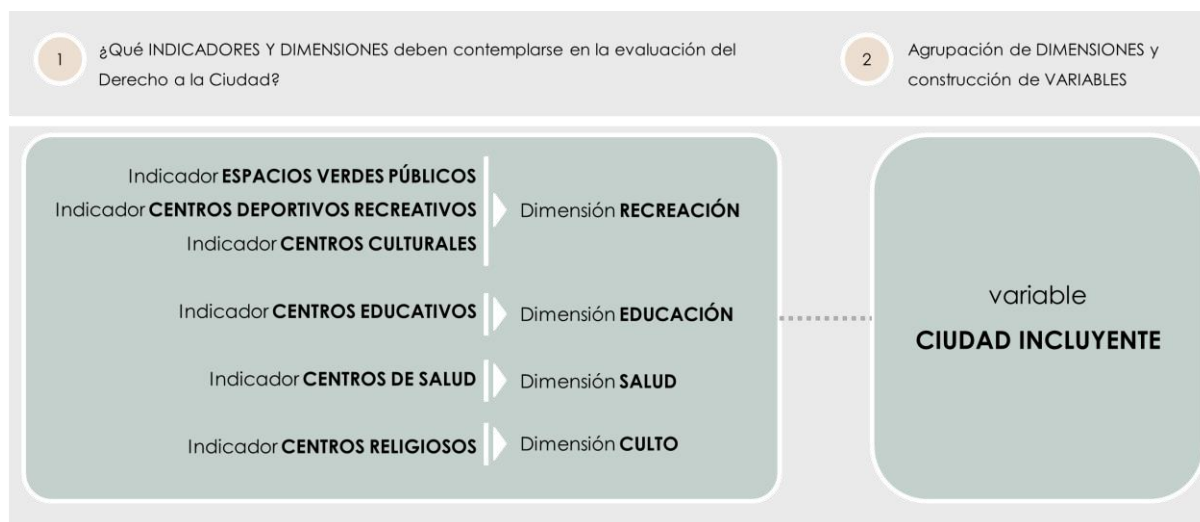 1
¿Qué INDICADORES Y DIMENSIONES deben contemplarse en la evaluación del
Derecho a la Ciudad?
2
Agrupación de DIMENSIONES y
construcción de VARIABLES
Indicador ESPACIOS VERDES PÚBLICOS
Indicador CENTROS DEPORTIVOS RECREATIVOS
Indicador CENTROS CULTURALES
Dimensión RECREACIÓN
Indicador CENTROS EDUCATIVOS
Dimensión EDUCACIÓN
Indicador CENTROS DE SALUD
Dimensión SALUD
Indicador CENTROS RELIGIOSOS
Dimensión CULTO
variable
CIUDAD INCLUYENTE